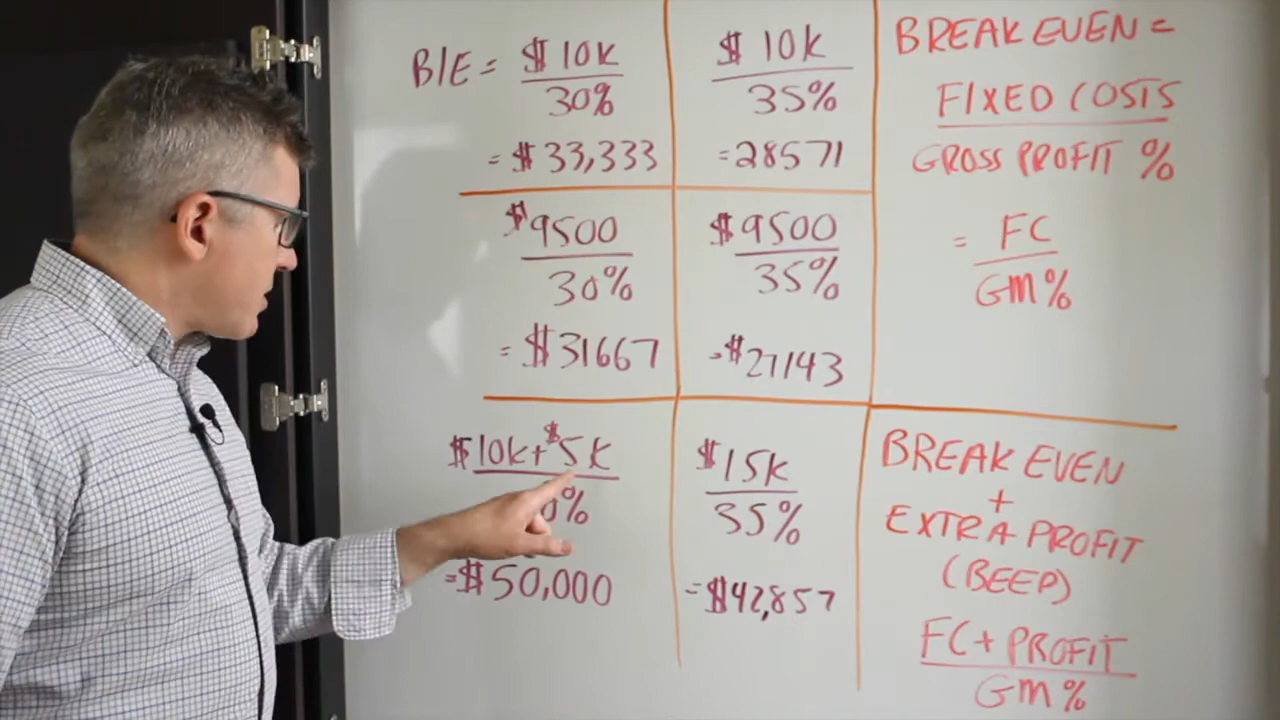 B/E = $10K
30%
= $33,333
$10K
35%
=28571
BREAK EVEN =
FIXED COSTS
GROSS PROFIT %
= FC
GM%
$9500
30%
= $31667
$9500
35%
=$27143
$10K+$5K
0%
=$50,000
$15K
35%
=$42,857
BREAK EVEN
+
EXTRA PROFIT
(BEEP)
FC + PROFIT
GM%